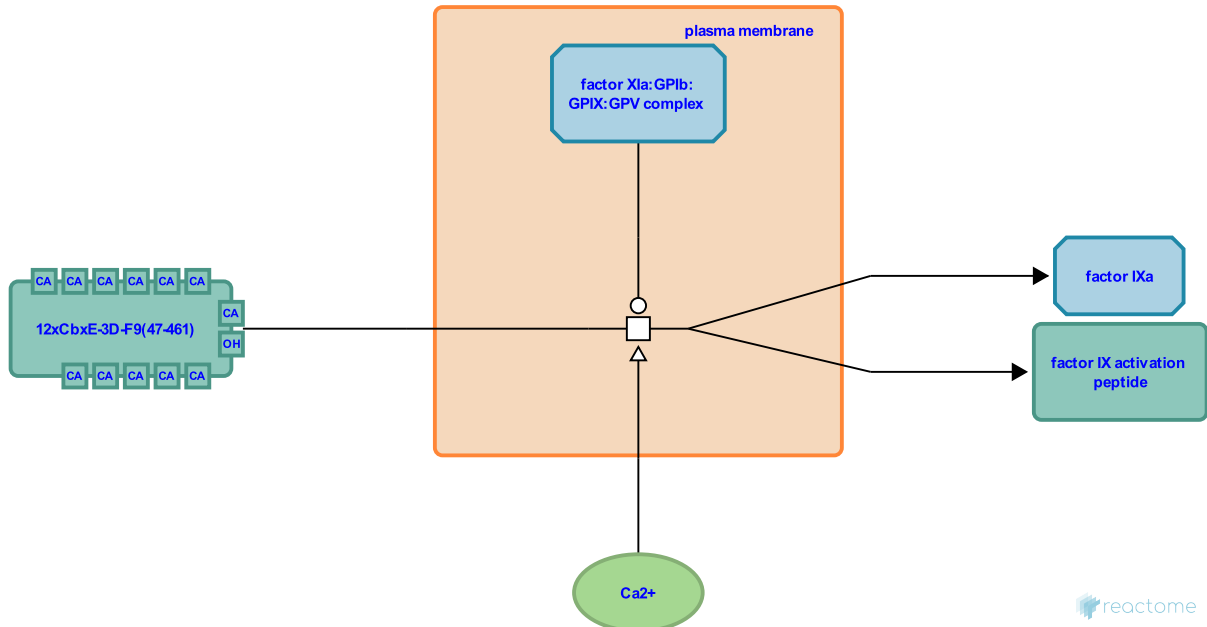 plasma membrane
factor XIa:GPIb:
GPIX:GPV complex
CA CA CA CA CA CA
CA
12xCbxE-3D-F9(47-461)
OH
CA CA CA CA CA
factor IXa
factor IX activation
peptide
Ca2+
reactome